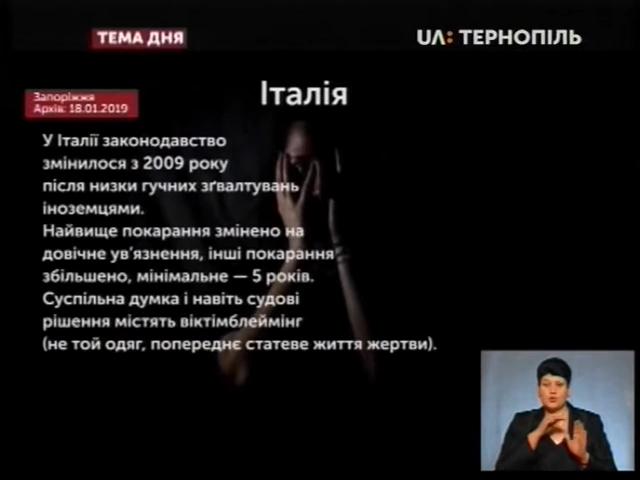 ТЕМА ДНЯ
UA: ТЕРНОПІЛЬ
Італія
Запоріжжя
Архів: 18.01.2019
У Італії законодавство
змінилося з 2009 року
після низки гучних зґвалтувань
іноземцями.
Найвище покарання змінено на
довічне ув’язнення, інші покарання
збільшено, мінімальне — 5 років.
Суспільна думка і навіть судові
рішення містять віктімблеймінг
(не той одяг, попереднє статеве життя жертви).